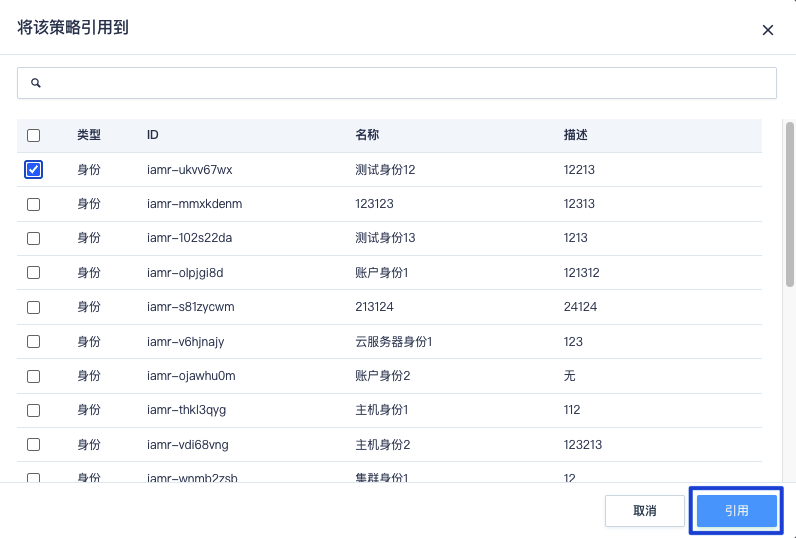 将该策略引用到
类型 ID 名称 描述
身份 iamr-ukvv67wx 测试身份12 12213
身份 iamr-mmxkdenm 123123 12313
身份 iamr-102s22da 测试身份13 1213
身份 iamr-olpjgi8d 账户身份1 121312
身份 iamr-s81zycwm 213124 24124
身份 iamr-v6hjnajy 云服务器身份1 123
身份 iamr-ojawhu0m 账户身份2 无
身份 iamr-thkl3qyg 主机身份1 112
身份 iamr-vdi68vng 主机身份2 123213
身份 iamr-wnmb2zsb 集群身份1 12
取消 引用